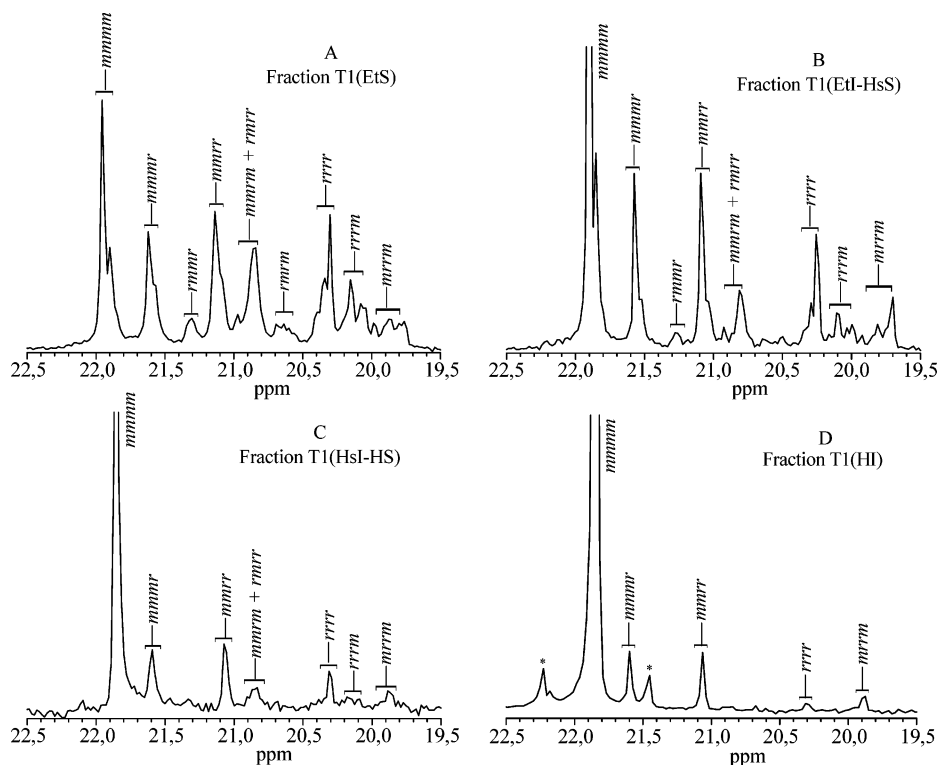 A
Fraction T1(EtS)
mmmm
mmmr
rmmr
mmrr
mmrm + rmrr
rmrm
rrrr
rrrm
mrrm
22,5 22,0 21,5 21,0 20,5 20,0 19,5
ppm
B
Fraction T1(EtI-HsS)
mmmm
mmmr
rmmr
mmrr
mmrm + rmrr
rrrr
rrrm
mrrm
22,5 22,0 21,5 21,0 20,5 20,0 19,5
ppm
C
Fraction T1(HsI-HS)
mmmm
mmmr
mmrr
mmrm + rmrr
rrrr
rrrm
mrrm
22,5 22,0 21,5 21,0 20,5 20,0 19,5
ppm
D
Fraction T1(HI)
mmmm
*
mmmr
*
mmrr
rrrr
mrrm
22,5 22,0 21,5 21,0 20,5 20,0 19,5
ppm